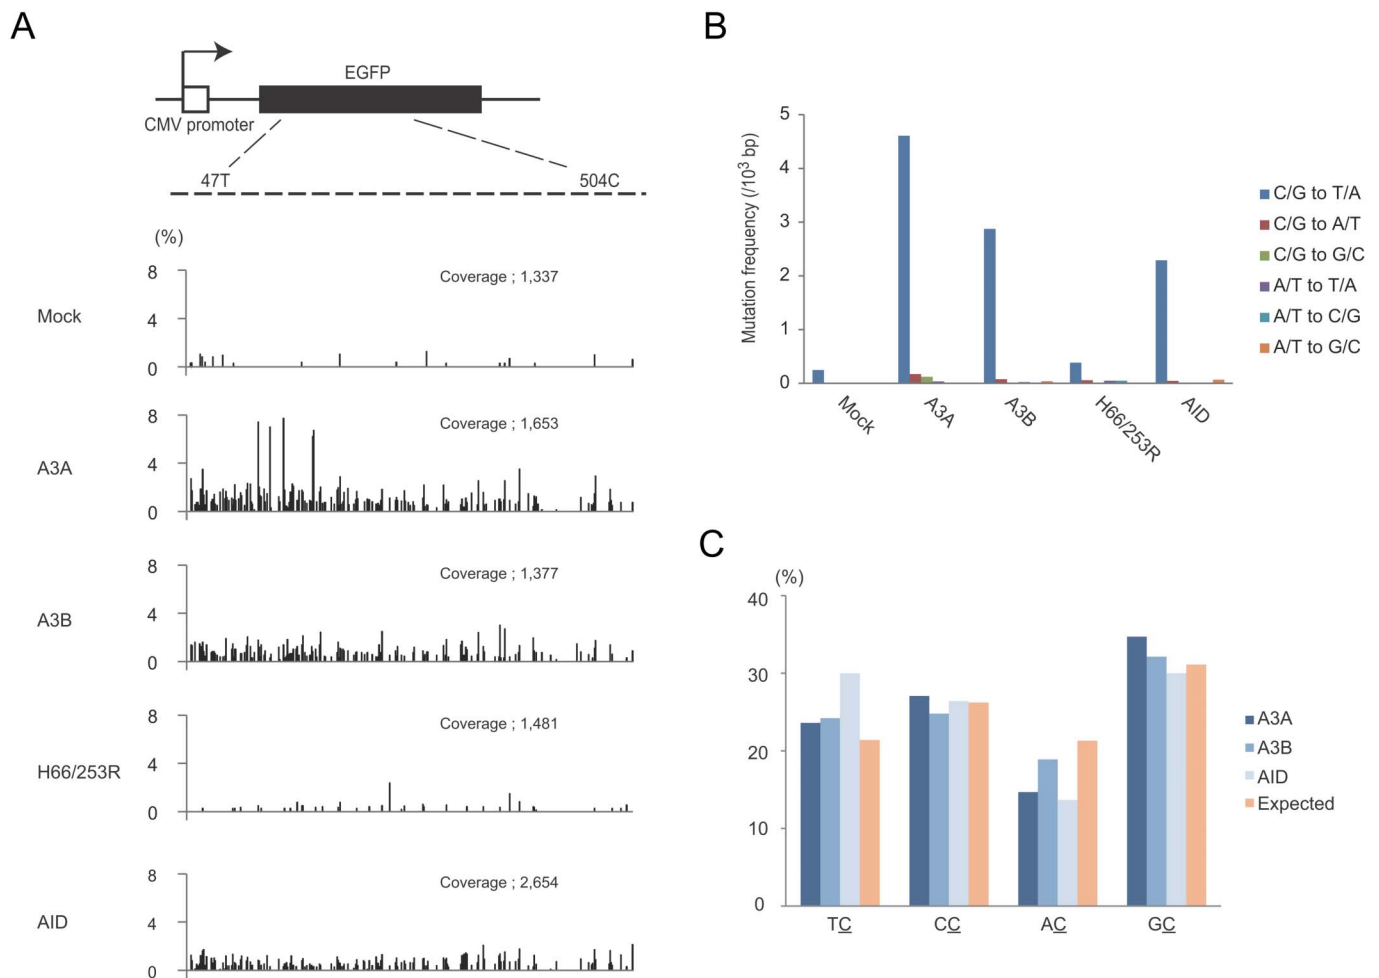 A
EGFP
CMV promoter
47T
504C
(%)
8
4
0
Mock
Coverage ; 1,337
8
4
0
A3A
Coverage ; 1,653
8
4
0
A3B
Coverage ; 1,377
8
4
0
H66/253R
Coverage ; 1,481
8
4
0
AID
Coverage ; 2,654
B
Mutation frequency (/10³ bp)
5
4
3
2
1
0
Mock
A3A
A3B
H66/253R
AID
C/G to T/A
C/G to A/T
C/G to G/C
A/T to T/A
A/T to C/G
A/T to G/C
C
(%)
40
30
20
10
0
TC
CC
AC
GC
A3A
A3B
AID
Expected